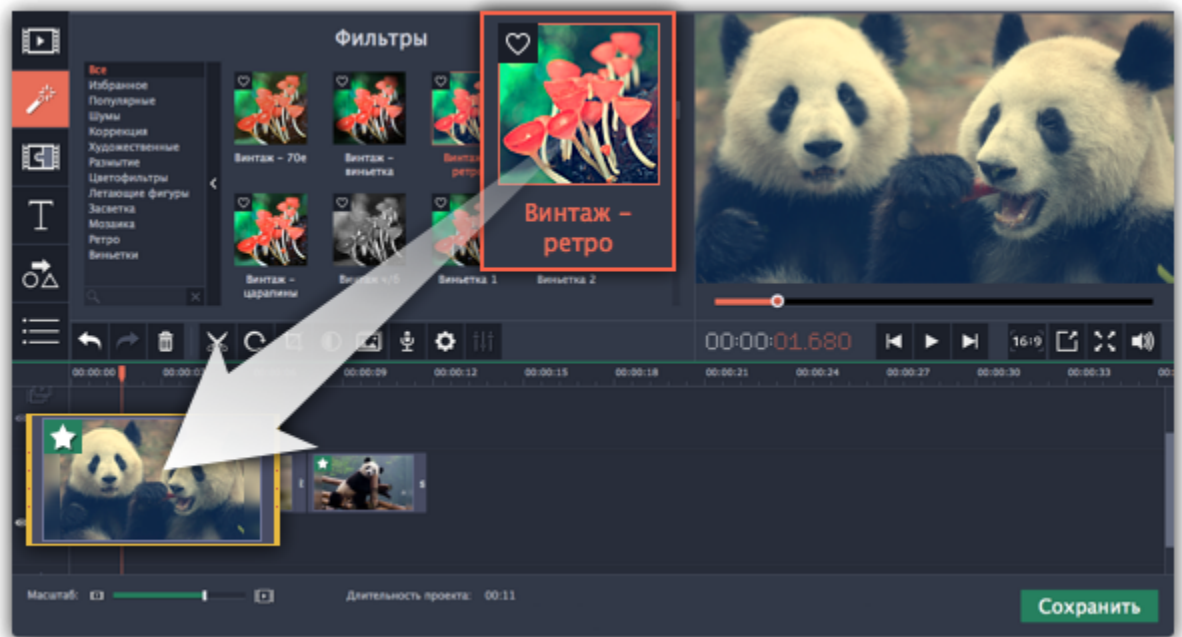 Фильтры
Все
Избранное
Популярные
Шумы
Коррекция
Художественные
Размытие
Цветофильтры
Летающие фигуры
Засветка
Мозаика
Ретро
Виньетки
Винтаж – 70е
Винтаж –
виньетка
Винтаж –
ретро
Винтаж –
царапины
Винтаж ч/б
Виньетка 1
Виньетка 2
T
00:00:01.680
16:9
00:00:00
00:00:09
00:00:12
00:00:15
00:00:18
00:00:21
00:00:24
00:00:27
00:00:30
00:00:33
Масштаб:
Длительность проекта: 00:11
Сохранить